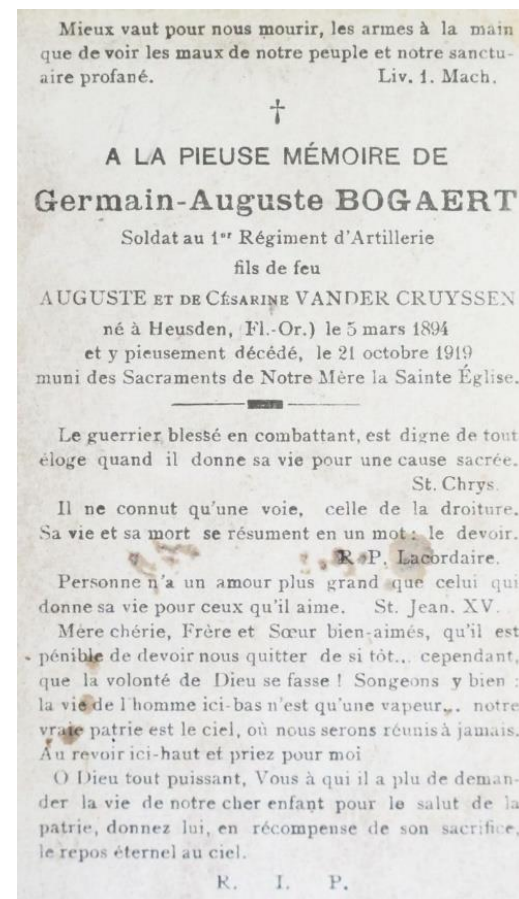 Mieux vaut pour nous mourir, les armes à la main
que de voir les maux de notre peuple et notre sanctu-
aire profané. Liv. 1. Mach.
A LA PIEUSE MÉMOIRE DE
Germain-Auguste BOGAERT
Soldat au 1er Régiment d'Artillerie
fils de feu
AUGUSTE ET DE CÉSARINE VANDER CRUYSSEN
né à Heusden, Fl.-Or.) le 5 mars 1894
et y pieusement décédé, le 21 octobre 1919
muni des Sacraments de Notre Mère la Sainte Église.
Le guerrier blessé en combattant, est digne de tout
éloge quand il donne sa vie pour une cause sacrée.
St. Chrys.
Il ne connut qu'une voie, celle de la droiture.
Sa vie et sa mort se résument en un mot : le devoir.
R. P. Lacordaire.
Personne n'a un amour plus grand que celui qui
donne sa vie pour ceux qu'il aime. St. Jean. XV.
Mère chérie, Frère et Sœur bien-aimés, qu'il est
pénible de devoir nous quitter de si tôt... cependant,
que la volonté de Dieu se fasse ! Songeons y bien :
la vie de l'homme ici-bas n'est qu'une vapeur... notre
vraie patrie est le ciel, où nous serons réunis à jamais.
Au revoir ici-haut et priez pour moi
O Dieu tout puissant, Vous à qui il a plu de deman-
der la vie de notre cher enfant pour le salut de la
patrie, donnez lui, en récompense de son sacrifice,
le repos éternel au ciel.
R. I. P.